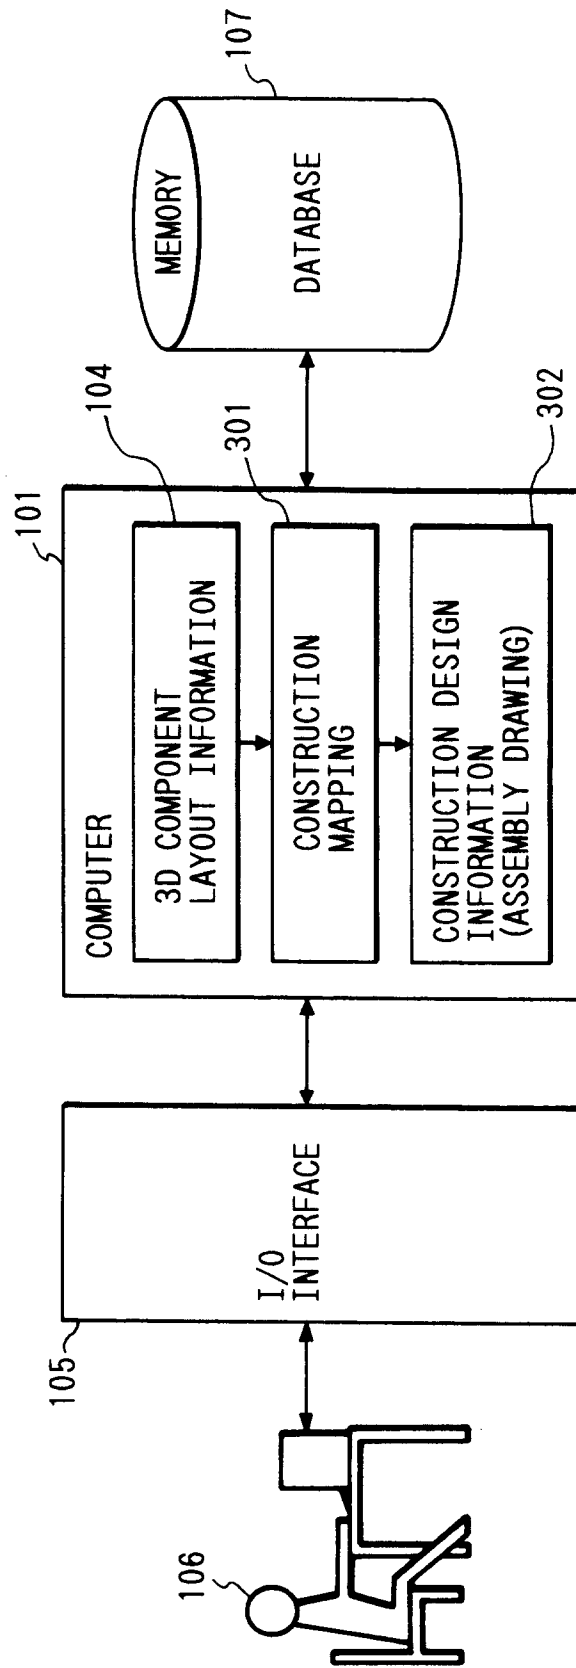 106
105
I/O
INTERFACE
101
COMPUTER
104
3D COMPONENT
LAYOUT INFORMATION
301
CONSTRUCTION
MAPPING
302
CONSTRUCTION DESIGN
INFORMATION
(ASSEMBLY DRAWING)
107
MEMORY
DATABASE